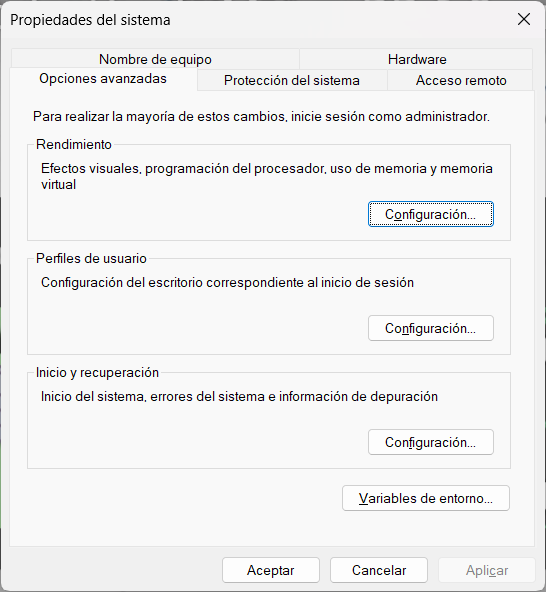 Propiedades del sistema
Nombre de equipo
Hardware
Opciones avanzadas
Protección del sistema
Acceso remoto
Para realizar la mayoría de estos cambios, inicie sesión como administrador.
Rendimiento
Efectos visuales, programación del procesador, uso de memoria y memoria
virtual
Configuración...
Perfiles de usuario
Configuración del escritorio correspondiente al inicio de sesión
Configuración...
Inicio y recuperación
Inicio del sistema, errores del sistema e información de depuración
Configuración...
Variables de entorno...
Aceptar
Cancelar
Aplicar